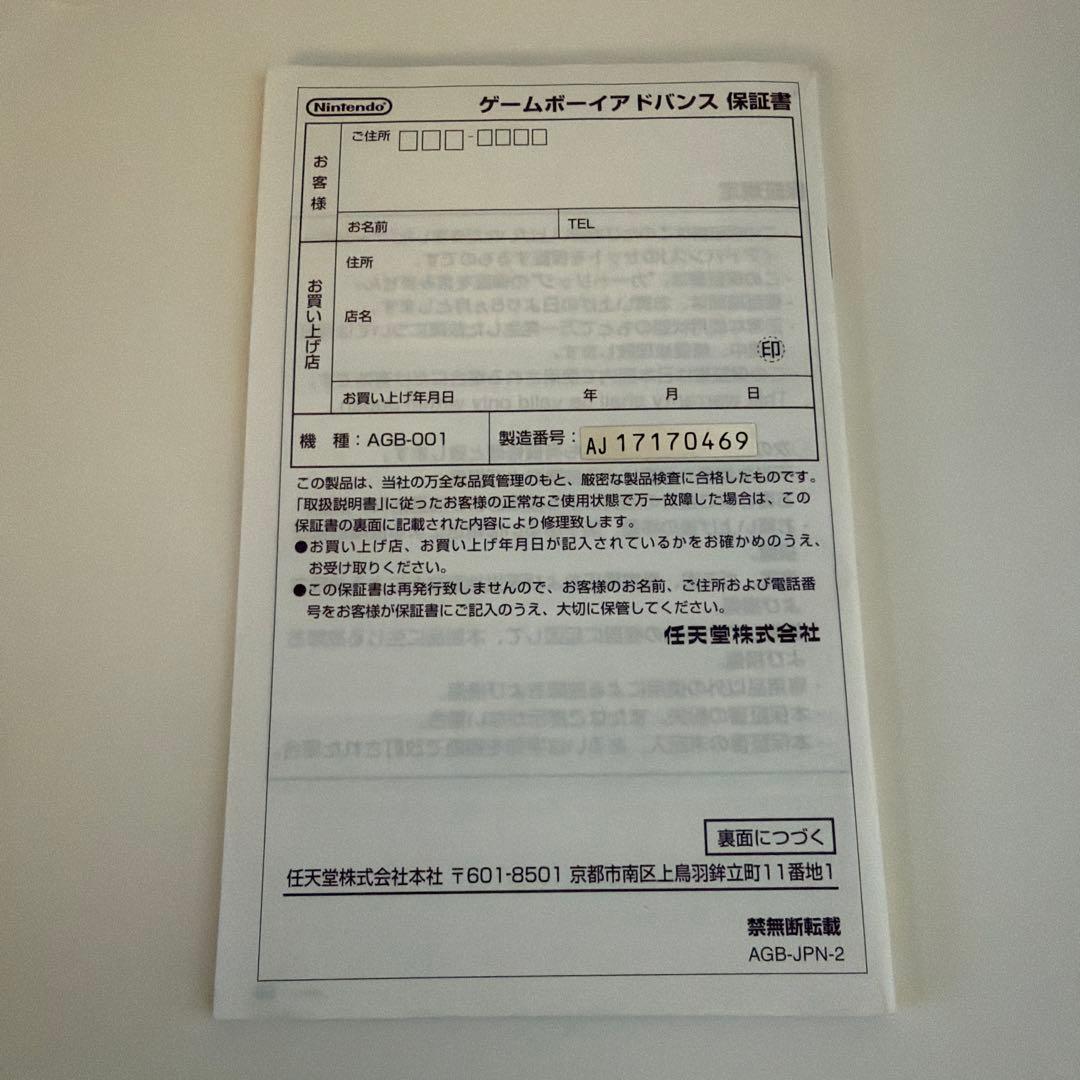 Nintendo ゲームボーイアドバンス 保証書
お客様
ご住所 □□□-□□□□
お名前 TEL
お買い上げ店
住所
店名
印
お買い上げ年月日 年 月 日
機 種：AGB-001 製造番号：AJ 17170469
この製品は、当社の万全な品質管理のもと、厳密な製品検査に合格したものです。
「取扱説明書」に従ったお客様の正常なご使用状態で万一故障した場合は、この
保証書の裏面に記載された内容により修理致します。
●お買い上げ店、お買い上げ年月日が記入されているかをお確かめのうえ、
お受け取りください。
●この保証書は再発行致しませんので、お客様のお名前、ご住所および電話番
号をお客様が保証書にご記入のうえ、大切に保管してください。
任天堂株式会社
裏面につづく
任天堂株式会社本社 〒601-8501 京都市南区上鳥羽鉾立町11番地1
禁無断転載
AGB-JPN-2